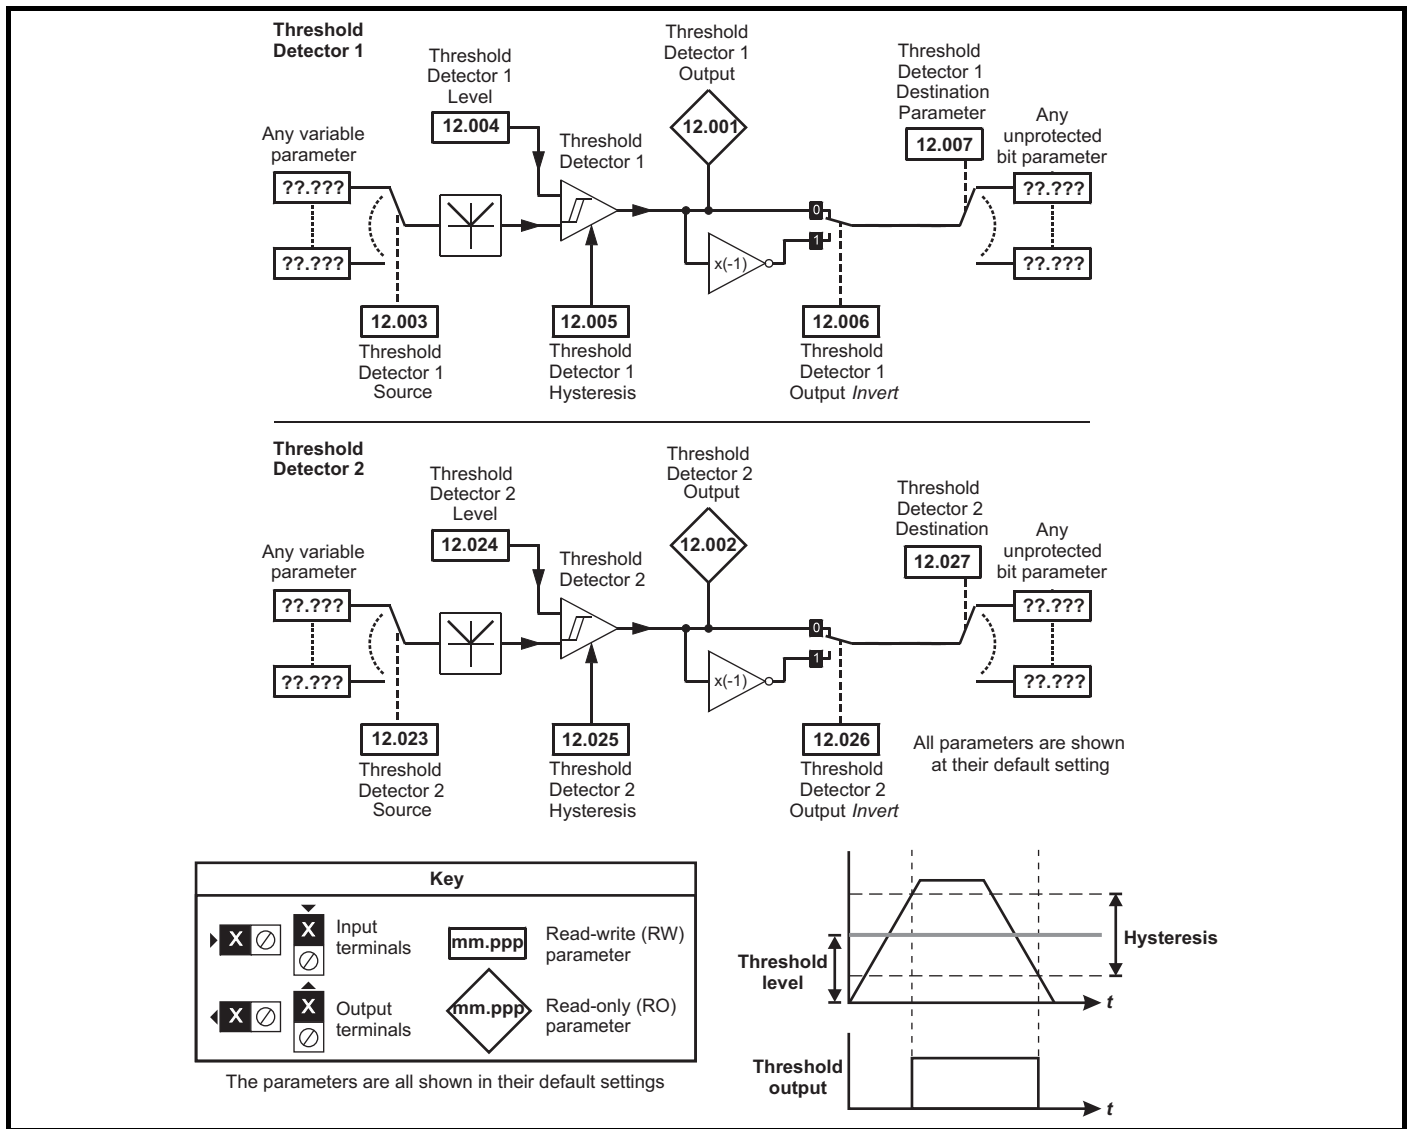 Threshold
Detector 1
Threshold
Detector 1
Level
12.004
Threshold
Detector 1
Output
12.001
Threshold
Detector 1
Destination
Parameter
12.007
Any
unprotected
bit parameter
??.???
??.???
Any variable
parameter
??.???
??.???
Threshold
Detector 1
x(-1)
0
1
12.003
Threshold
Detector 1
Source
12.005
Threshold
Detector 1
Hysteresis
12.006
Threshold
Detector 1
Output Invert
Threshold
Detector 2
Threshold
Detector 2
Level
12.024
Threshold
Detector 2
Output
12.002
Threshold
Detector 2
Destination
12.027
Any
unprotected
bit parameter
??.???
??.???
Any variable
parameter
??.???
??.???
Threshold
Detector 2
x(-1)
0
1
12.023
Threshold
Detector 2
Source
12.025
Threshold
Detector 2
Hysteresis
12.026
Threshold
Detector 2
Output Invert
All parameters are shown
at their default setting
Key
X
X
Input
terminals
mm.ppp
Read-write (RW)
parameter
X
X
Output
terminals
mm.ppp
Read-only (RO)
parameter
The parameters are all shown in their default settings
Threshold
level
Hysteresis
t
Threshold
output
t